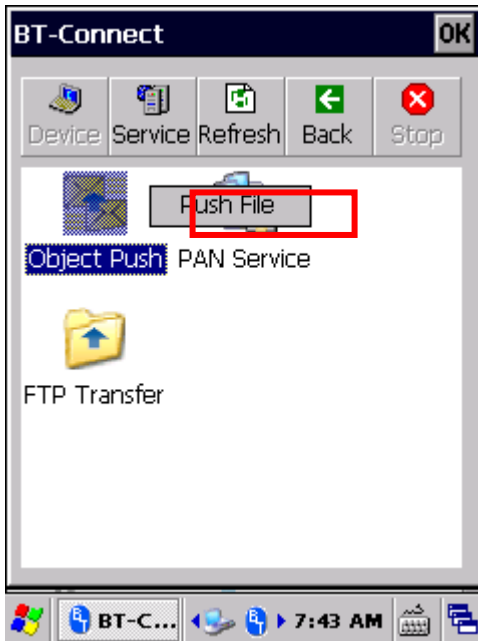 BT-Connect OK
Device Service Refresh Back Stop
Push File
Object Push PAN Service
FTP Transfer
BT-C... 7:43 AM